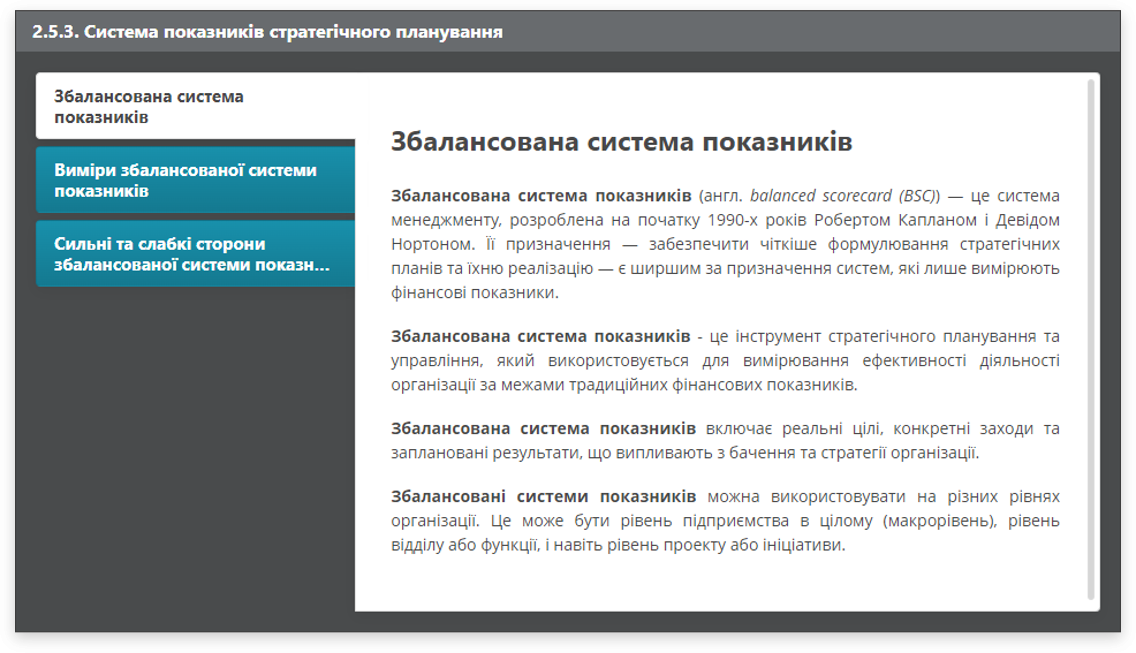 2.5.3. Система показників стратегічного планування
Збалансована система
показників
Виміри збалансованої системи
показників
Сильні та слабкі сторони
збалансованої системи показн...
Збалансована система показників
Збалансована система показників (англ. balanced scorecard (BSC)) — це система
менеджменту, розроблена на початку 1990-х років Робертом Капланом і Девідом
Нортоном. Її призначення — забезпечити чіткіше формулювання стратегічних
планів та їхню реалізацію — є ширшим за призначення систем, які лише вимірюють
фінансові показники.
Збалансована система показників - це інструмент стратегічного планування та
управління, який використовується для вимірювання ефективності діяльності
організації за межами традиційних фінансових показників.
Збалансована система показників включає реальні цілі, конкретні заходи та
заплановані результати, що випливають з бачення та стратегії організації.
Збалансовані системи показників можна використовувати на різних рівнях
організації. Це може бути рівень підприємства в цілому (макрорівень), рівень
відділу або функції, і навіть рівень проекту або ініціативи.